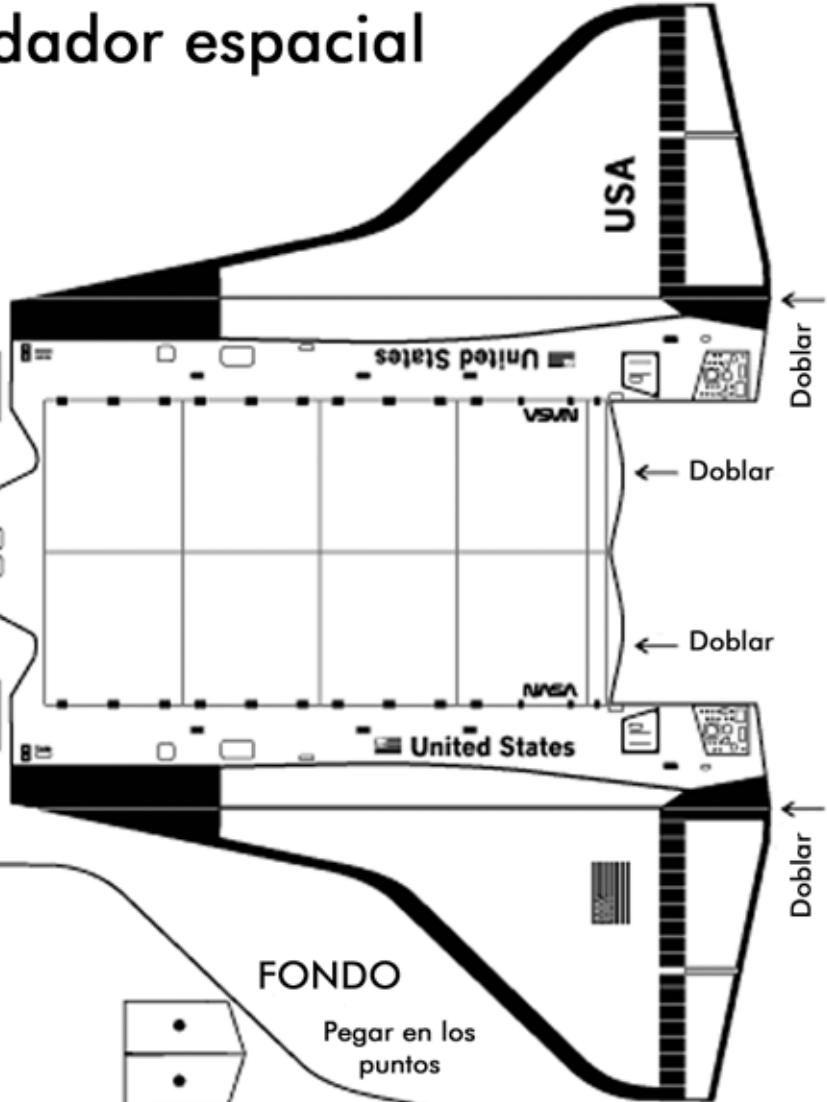 dador espacial
USA
Doblar
United States
NASA
Doblar
Doblar
NASA
United States
Doblar
FONDO
Pegar en los
puntos